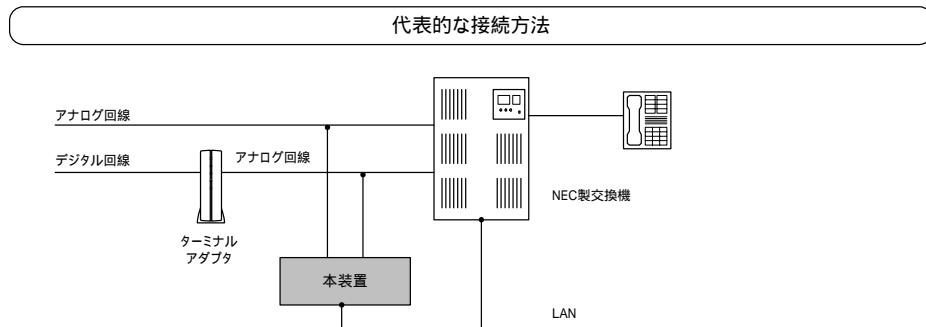 代表的な接続方法
アナログ回線
デジタル回線
アナログ回線
NEC製交換機
ターミナル
アダプタ
本装置
LAN